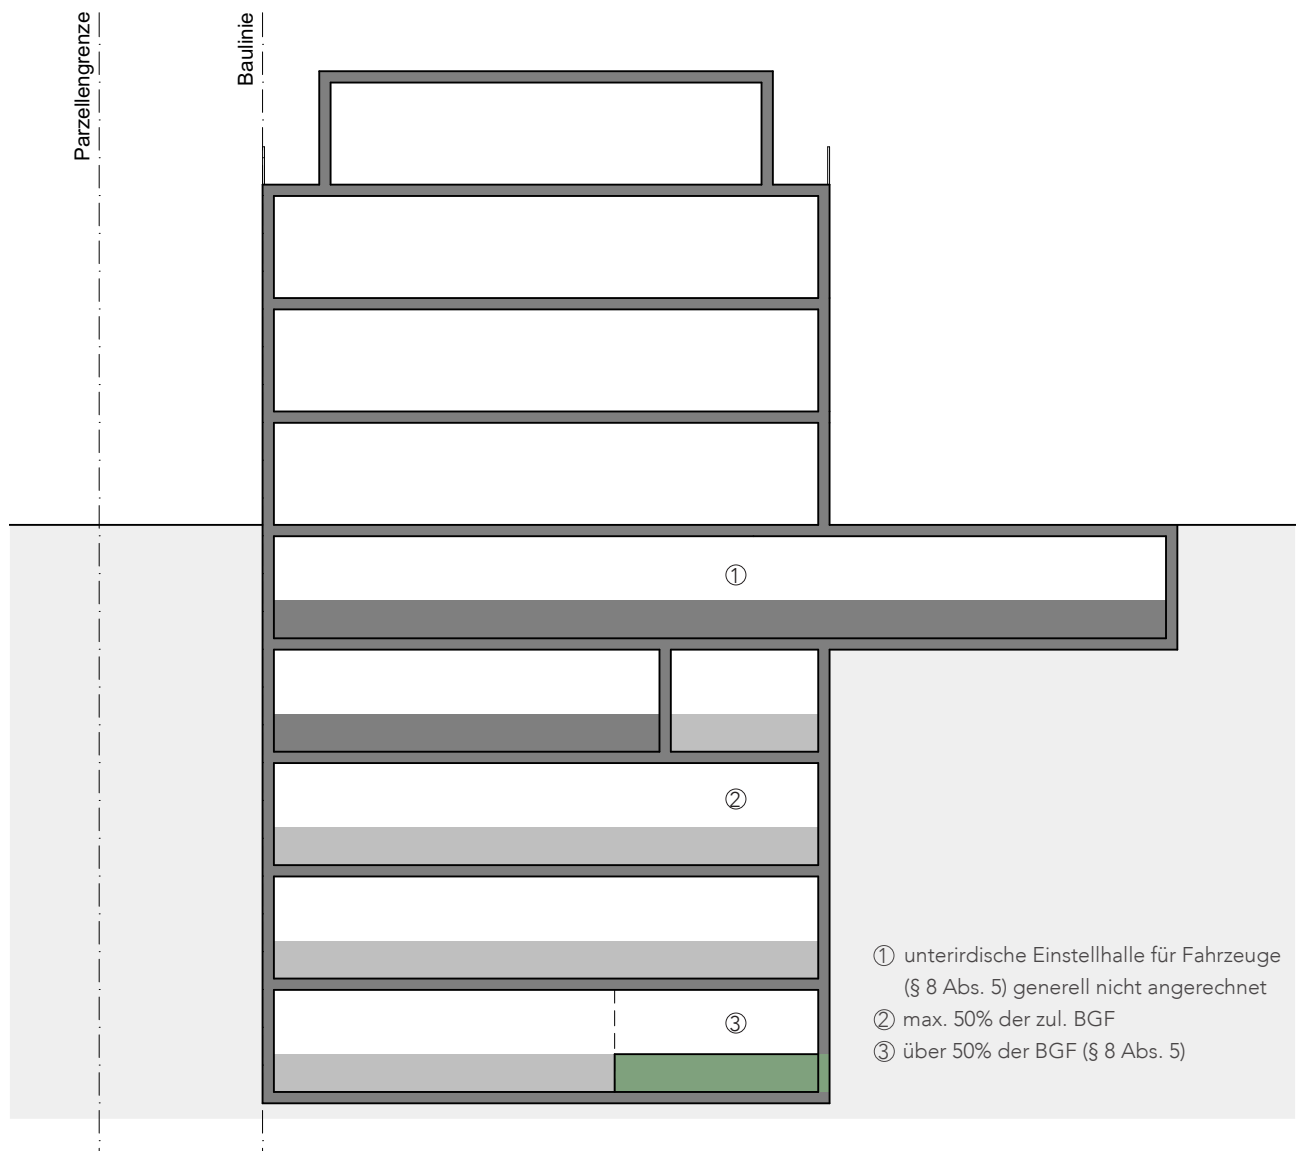 Parzellengrenze
Baulinie
①
②
③
① unterirdische Einstellhalle für Fahrzeuge
(§ 8 Abs. 5) generell nicht angerechnet
② max. 50% der zul. BGF
③ über 50% der BGF (§ 8 Abs. 5)